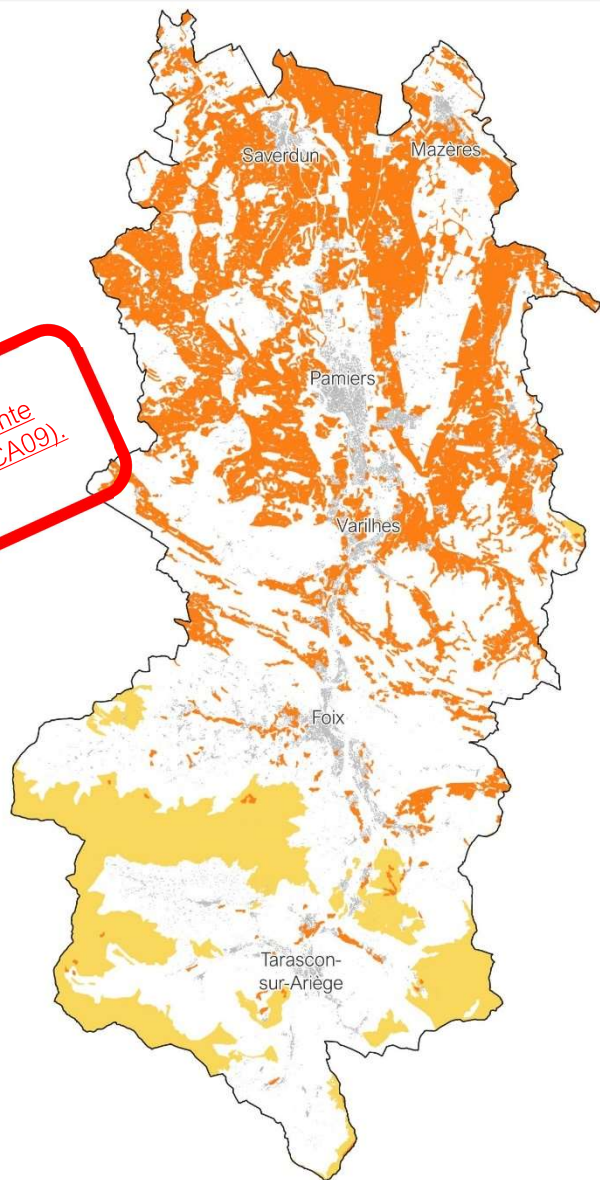 Saverdun
Mazères
Pamiers
nte
CA09).
Varilhes
Foix
Tarascon-
sur-Ariège